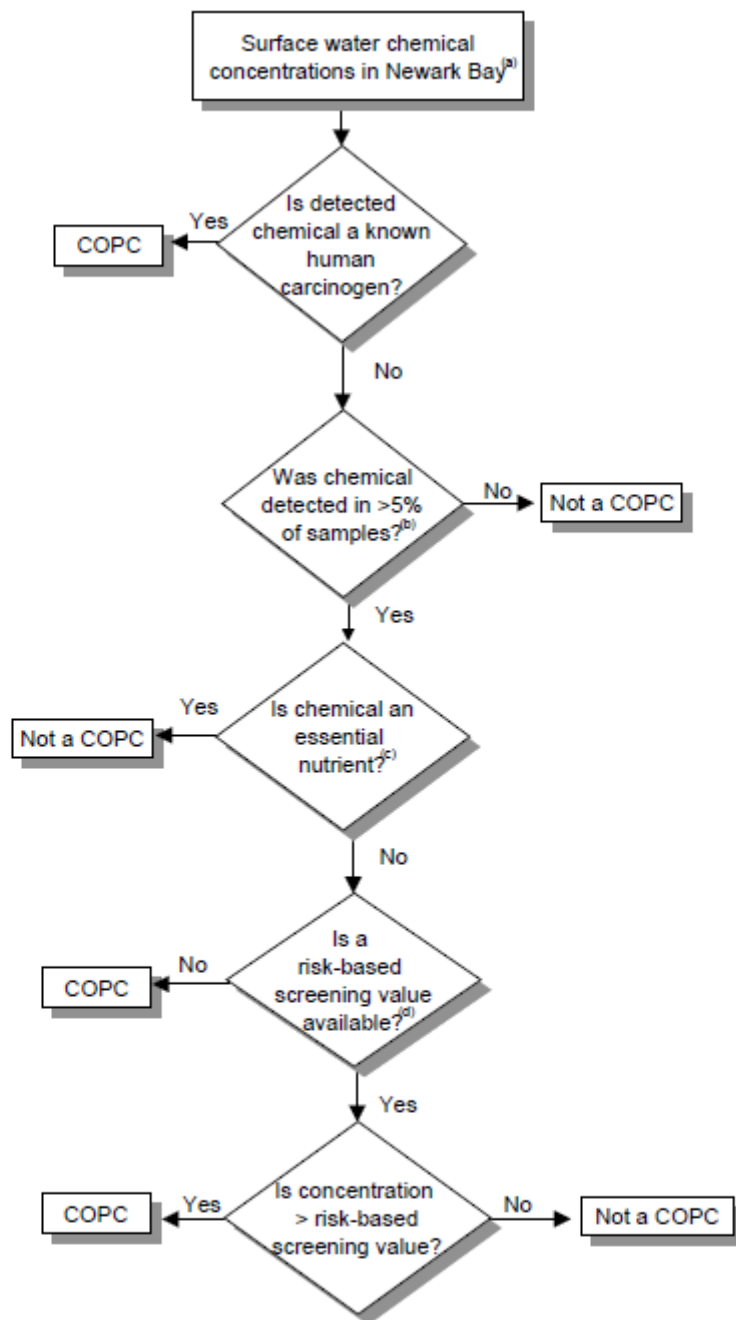 Surface water chemical
concentrations in Newark Bay(a)
Is detected
chemical a known
human
carcinogen?
Yes
COPC
No
Was chemical
detected in >5%
of samples?(b)
No
Not a COPC
Yes
Is chemical an
essential
nutrient?(c)
Yes
Not a COPC
No
Is a
risk-based
screening value
available?(d)
No
COPC
Yes
Is concentration
> risk-based
screening value?
Yes
COPC
No
Not a COPC